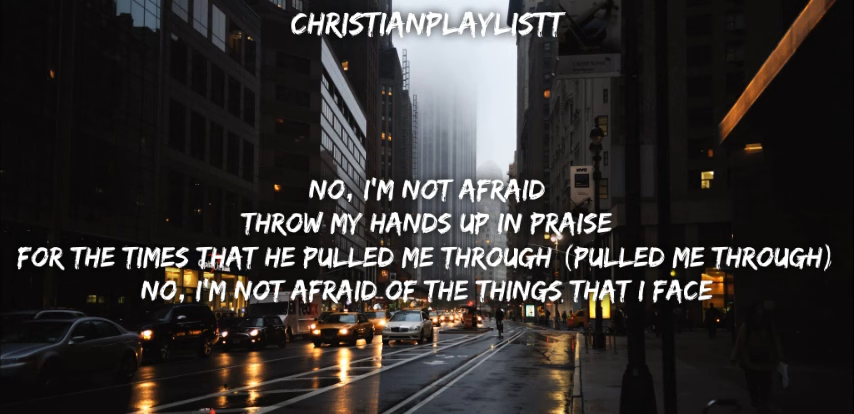 CHRISTIANPLAYLISTT
NO, I'M NOT AFRAID
THROW MY HANDS UP IN PRAISE
FOR THE TIMES THAT HE PULLED ME THROUGH (PULLED ME THROUGH)
NO, I'M NOT AFRAID OF THE THINGS THAT I FACE